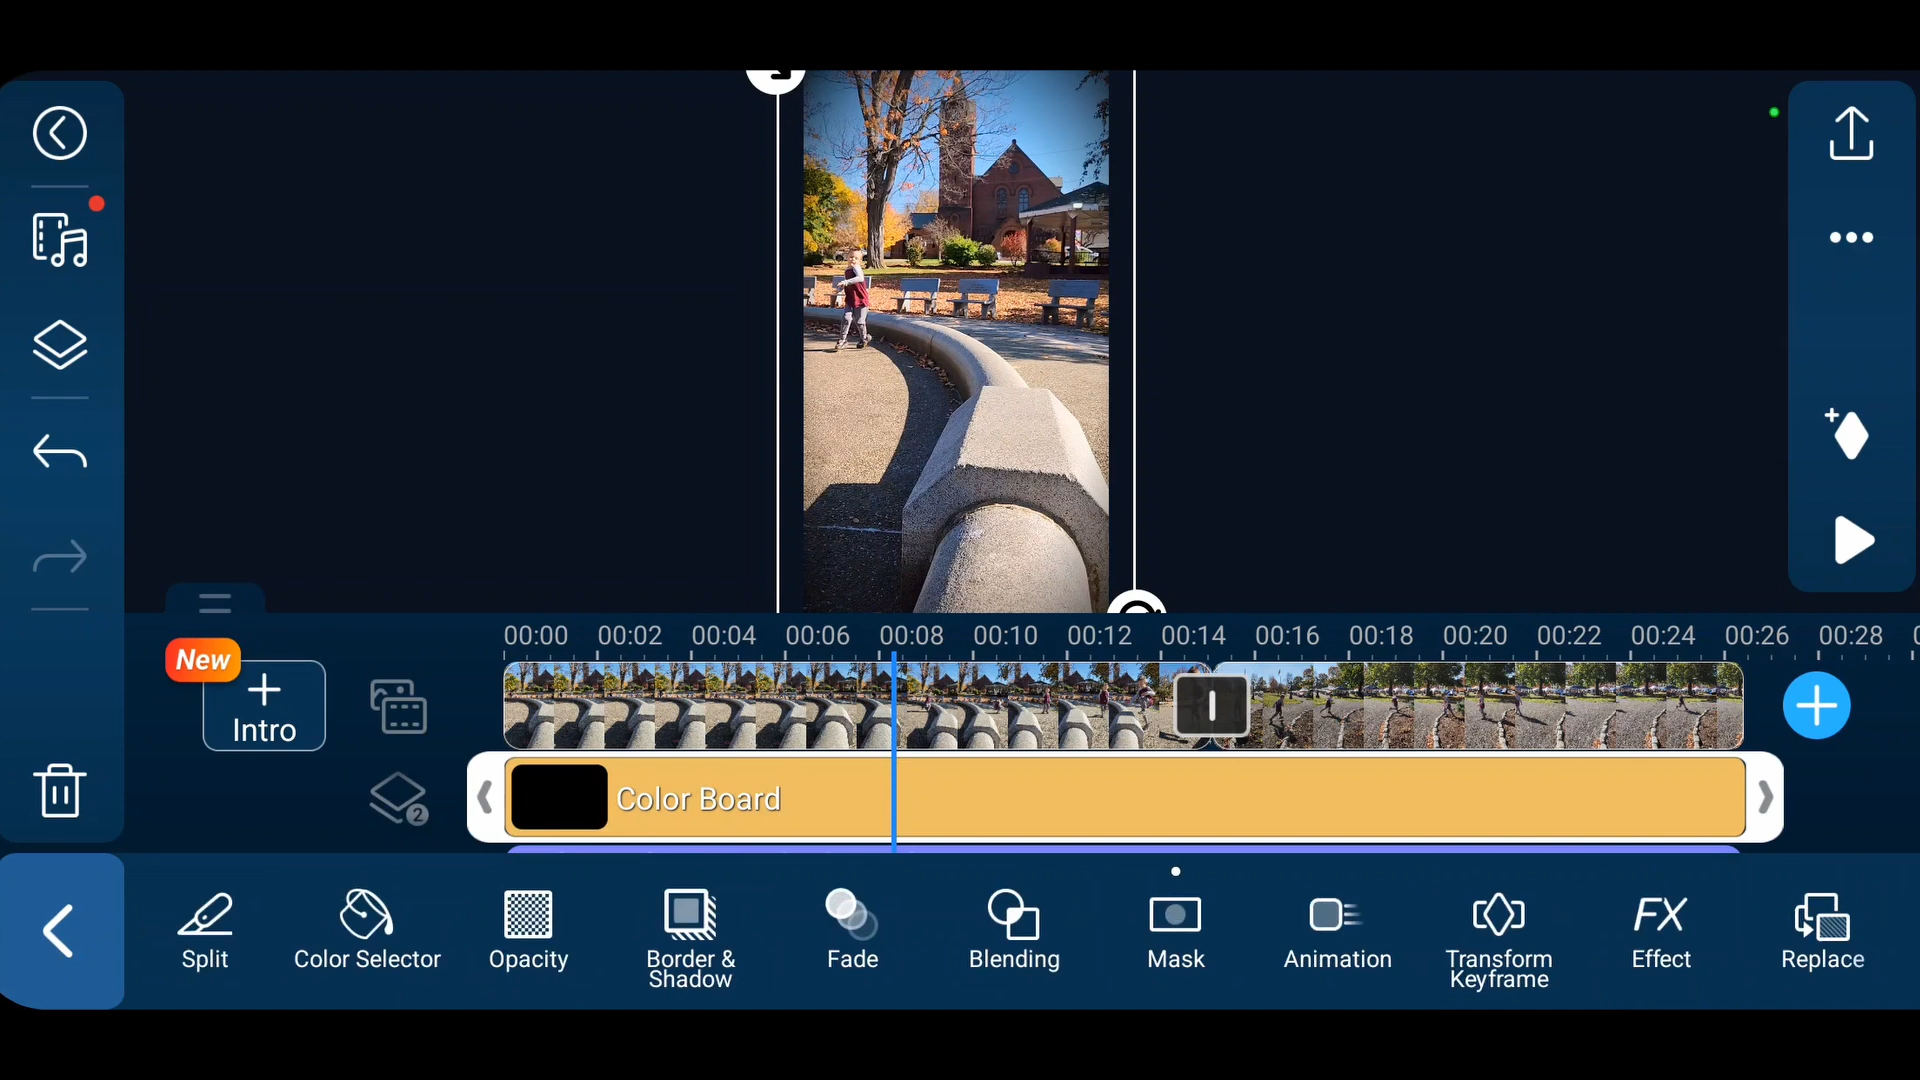 00:00 00:02 00:04 00:06 00:08 00:10 00:12 00:14 00:16 00:18 00:20 00:22 00:24 00:26 00:28
New
Intro
2
Color Board
Split
Color Selector
Opacity
Border &
Shadow
Fade
Blending
Mask
Animation
Transform
Keyframe
FX
Effect
Replace